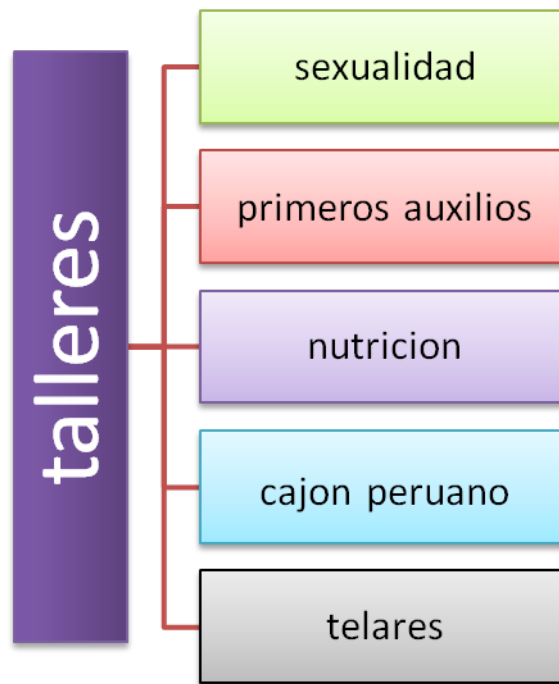 talleres
sexualidad
primeros auxilios
nutricion
cajon peruano
telares